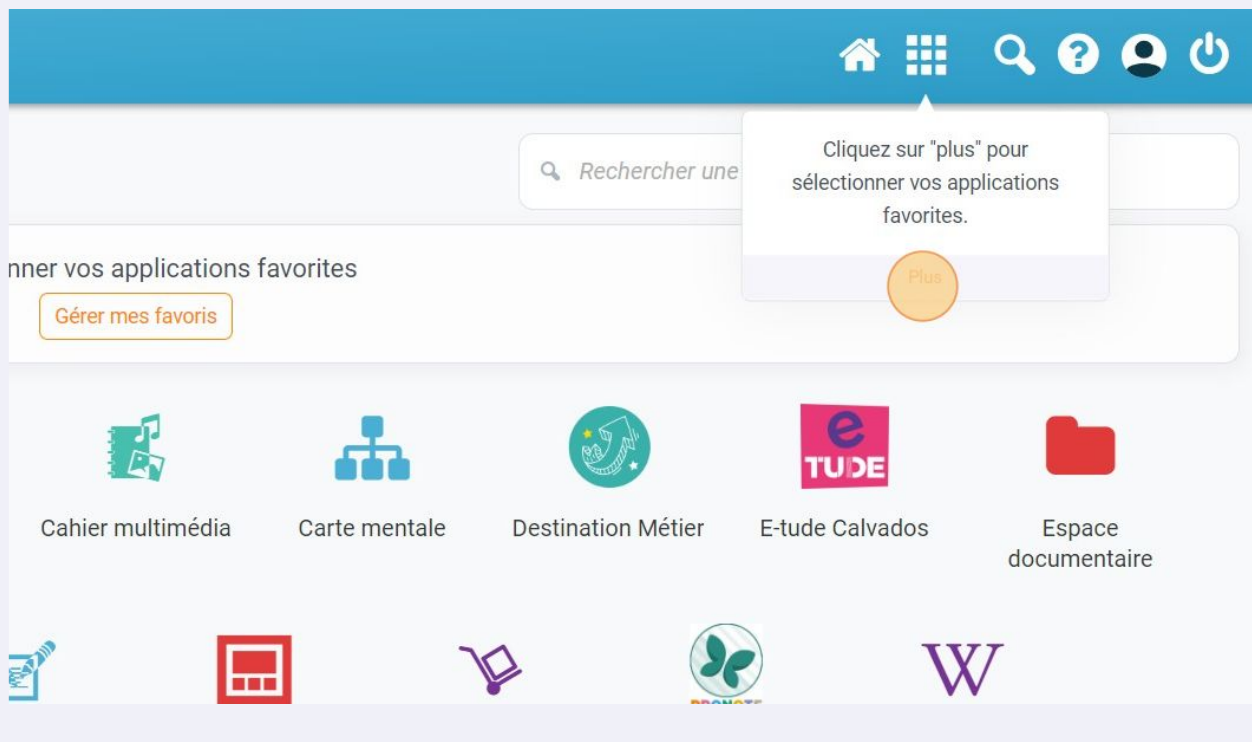 Cliquez sur "plus" pour
sélectionner vos applications
favorites.
Plus
Rechercher une
nner vos applications favorites
Gérer mes favoris
e
TUDE
Cahier multimédia
Carte mentale
Destination Métier
E-tude Calvados
Espace
documentaire
PRONOTE
W